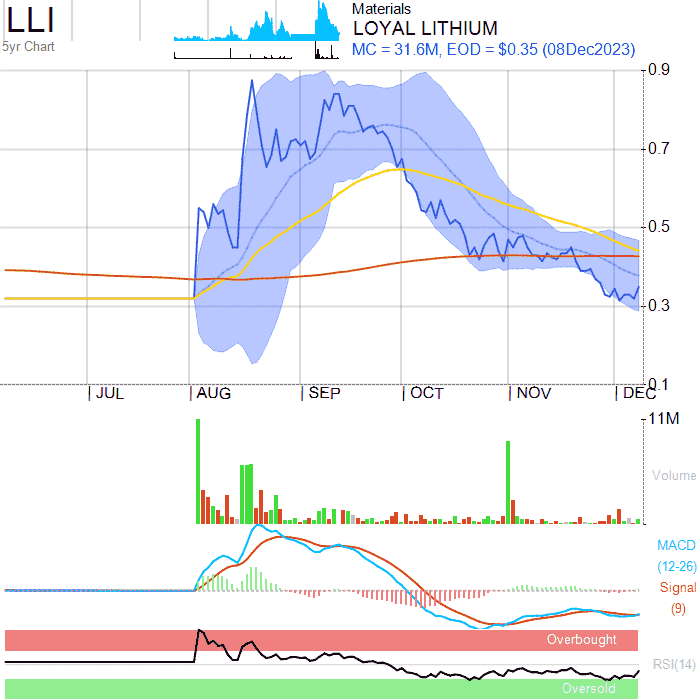 LLI
5yr Chart
Materials
LOYAL LITHIUM
MC = 31.6M, EOD = $0.35 (08Dec2023)
0.9
0.7
0.5
0.3
0.1
JUL AUG SEP OCT NOV DEC
11M
Volume
MACD
(12-26)
Signal
(9)
Overbought
RSI(14)
Oversold